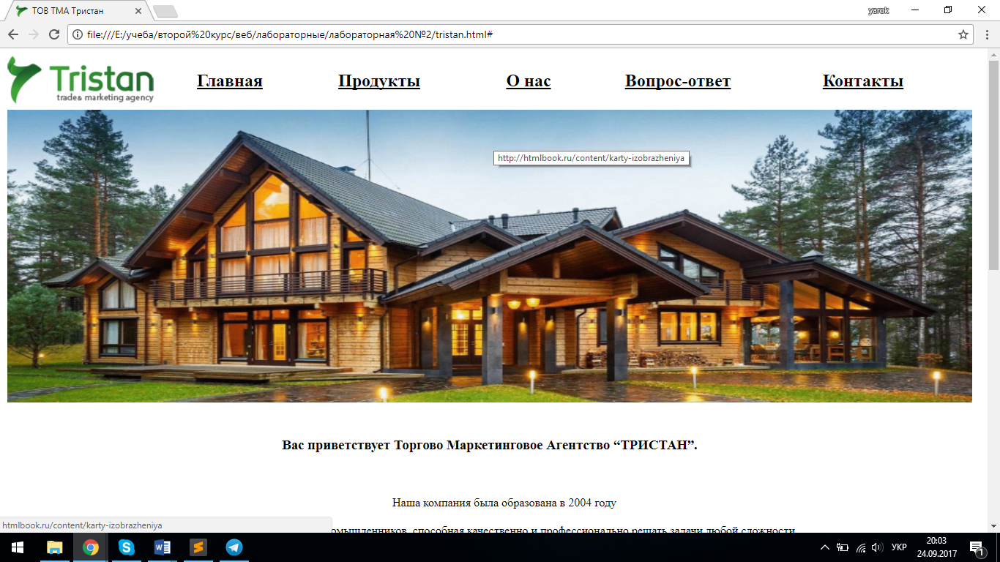 ТОВ ТМА Тристан
yarok
file:///E:/учеба/второй%20курс/веб/лабораторные/лабораторная%20№2/tristan.html#
Tristan
trade& marketing agency
Главная Продукты О нас Вопрос-ответ Контакты
http://htmlbook.ru/content/karty-izobrazheniya
Вас приветствует Торгово Маркетинговое Агентство “ТРИСТАН”.
Наша компания была образована в 2004 году
омышленников, способная качественно и профессионально решать задачи любой сложности
htmlbook.ru/content/karty-izobrazheniya
УКР
20:03
24.09.2017
1